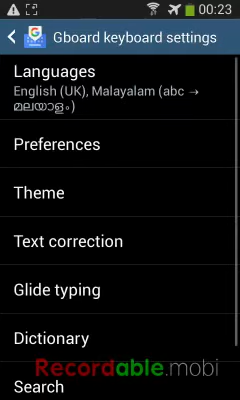 00:23
Gboard keyboard settings
Languages
English (UK), Malayalam (abc →
മലയാളം)
Preferences
Theme
Text correction
Glide typing
Dictionary
Recordable.mobi
Search